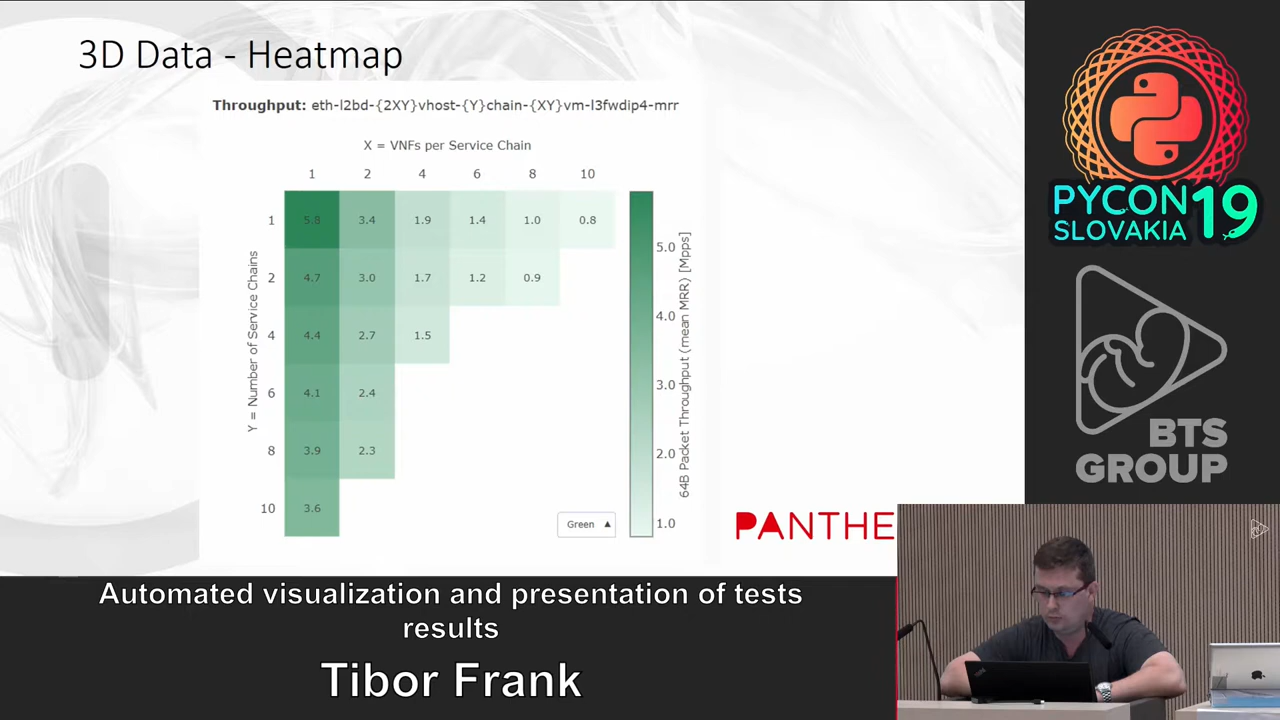 3D Data - Heatmap
Throughput: eth-l2bd-{2XY}vhost-{Y}chain-{XY}vm-l3fwdip4-mrr
X = VNFs per Service Chain
1 2 4 6 8 10
1 5.8 3.4 1.9 1.4 1.0 0.8
2 4.7 3.0 1.7 1.2 0.9
4 4.4 2.7 1.5
6 4.1 2.4
8 3.9 2.3
10 3.6
Y = Number of Service Chains
5.0
4.0
3.0
2.0
1.0
64B Packet Throughput (mean MRR) [Mpps]
Green ▲
PANTHE
PYCON 19
SLOVAKIA
BTS
GROUP
Automated visualization and presentation of tests
results
Tibor Frank